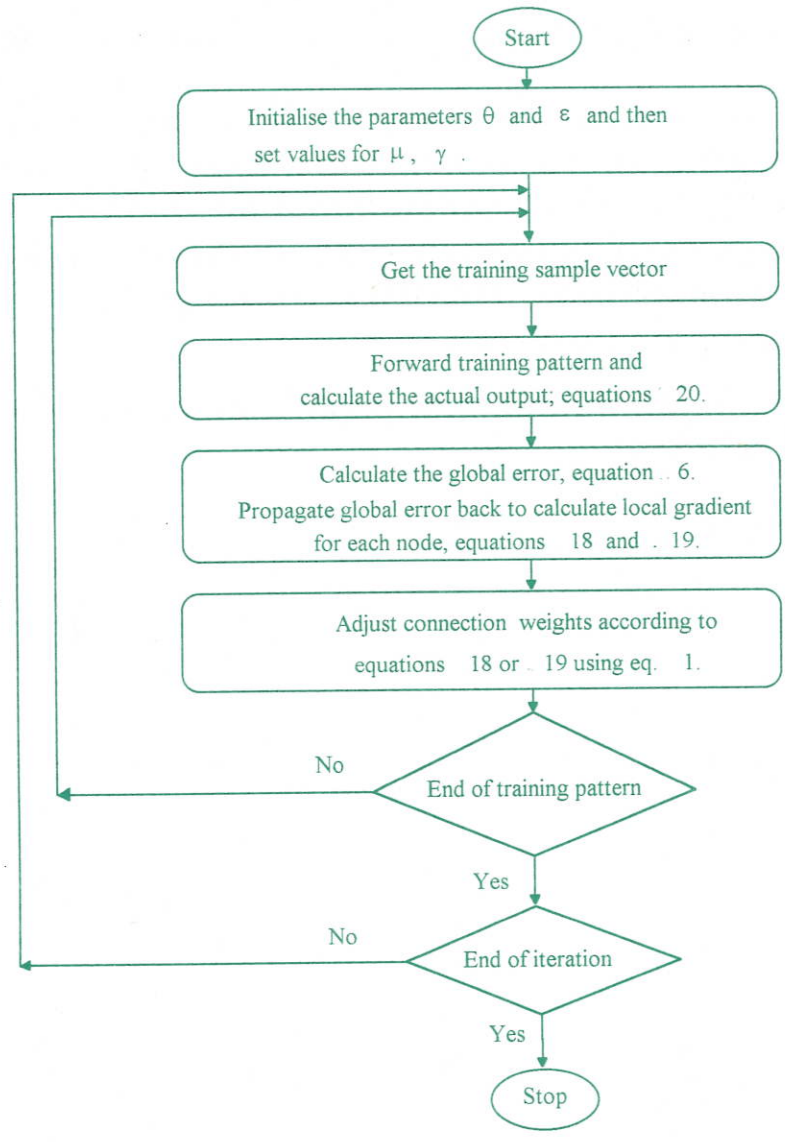 Start
Initialise the parameters θ and ε and then
set values for μ, γ.
Get the training sample vector
Forward training pattern and
calculate the actual output; equations 20.
Calculate the global error, equation 6.
Propagate global error back to calculate local gradient
for each node, equations 18 and 19.
Adjust connection weights according to
equations 18 or 19 using eq. 1.
No
End of training pattern
Yes
No
End of iteration
Yes
Stop